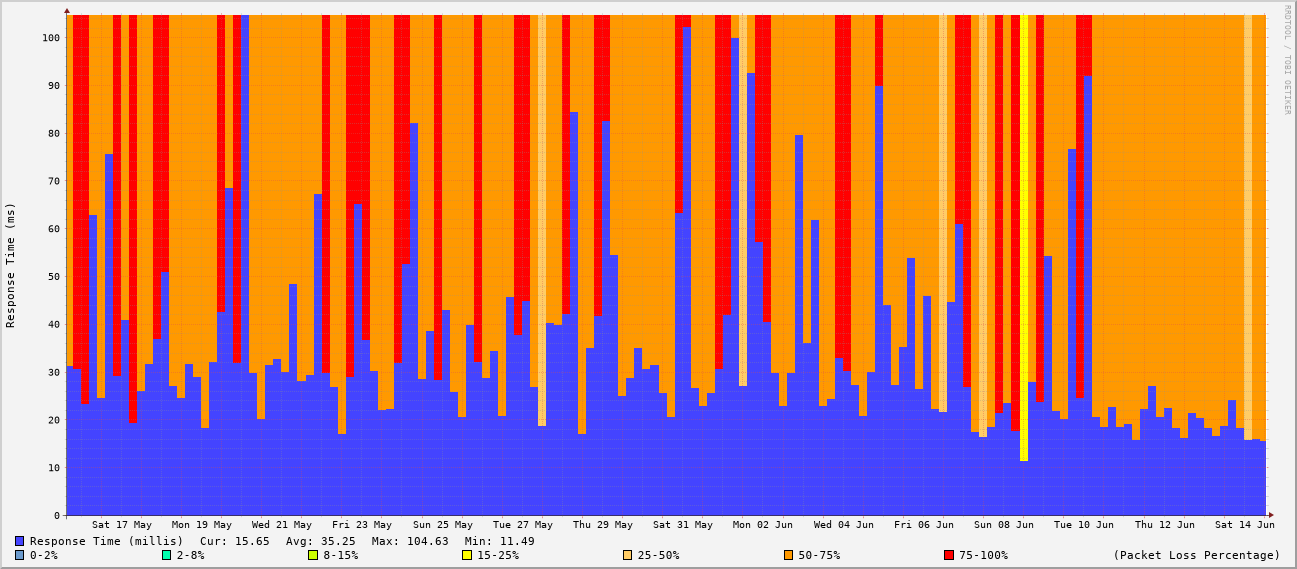 RRDTOOL / TOBI OETIKER
Response Time (ms)
100
90
80
70
60
50
40
30
20
10
0
Sat 17 May Mon 19 May Wed 21 May Fri 23 May Sun 25 May Tue 27 May Thu 29 May Sat 31 May Mon 02 Jun Wed 04 Jun Fri 06 Jun Sun 08 Jun Tue 10 Jun Thu 12 Jun Sat 14 Jun
Response Time (millis) Cur: 15.65 Avg: 35.25 Max: 104.63 Min: 11.49
0-2% 2-8% 8-15% 15-25% 25-50% 50-75% 75-100% (Packet Loss Percentage)